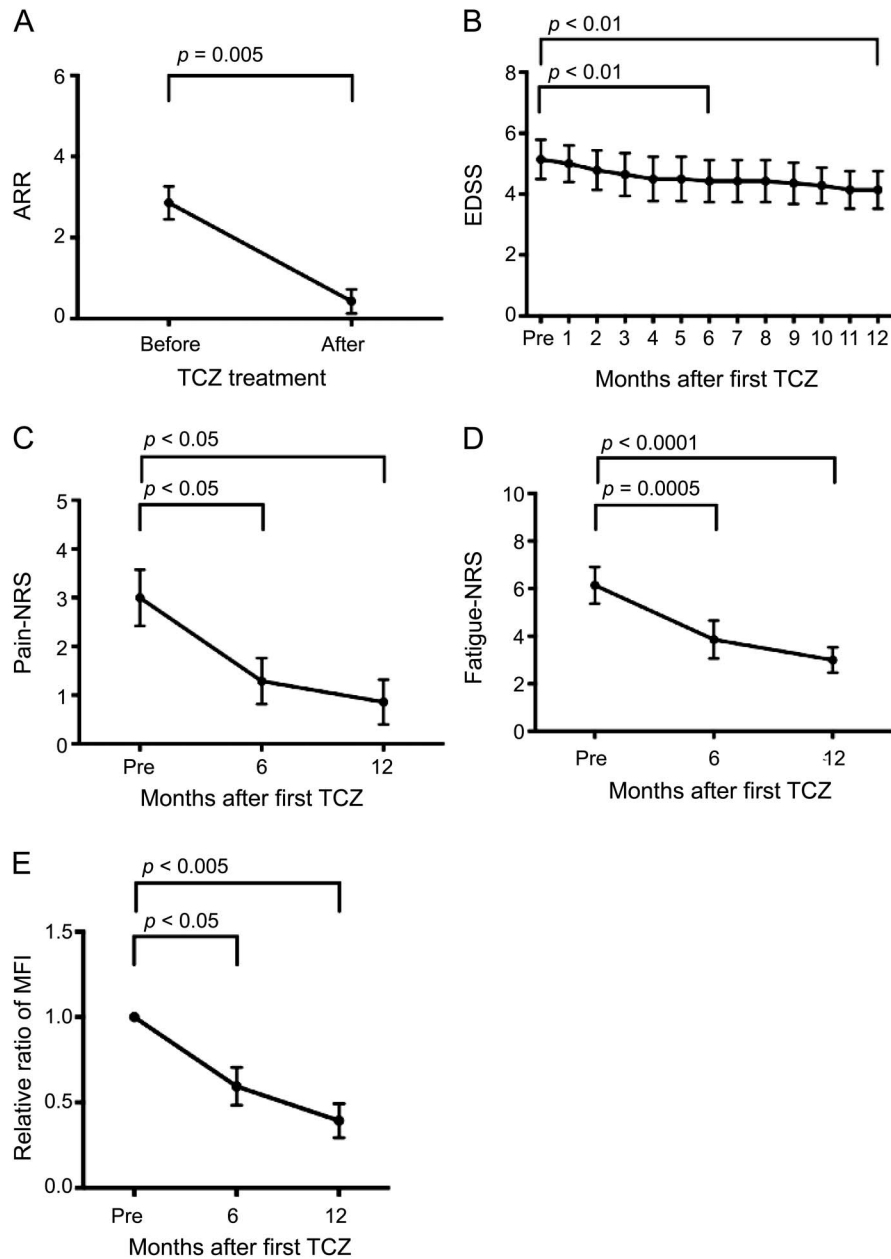 A
p = 0.005
6
4
2
0
ARR
Before After
TCZ treatment
B
p < 0.01
p < 0.01
8
6
4
2
0
EDSS
Pre 1 2 3 4 5 6 7 8 9 10 11 12
Months after first TCZ
C
p < 0.05
p < 0.05
5
4
3
2
1
0
Pain-NRS
Pre 6 12
Months after first TCZ
D
p < 0.0001
p = 0.0005
10
8
6
4
2
0
Fatigue-NRS
Pre 6 12
Months after first TCZ
E
p < 0.005
p < 0.05
1.5
1.0
0.5
0.0
Relative ratio of MFI
Pre 6 12
Months after first TCZ